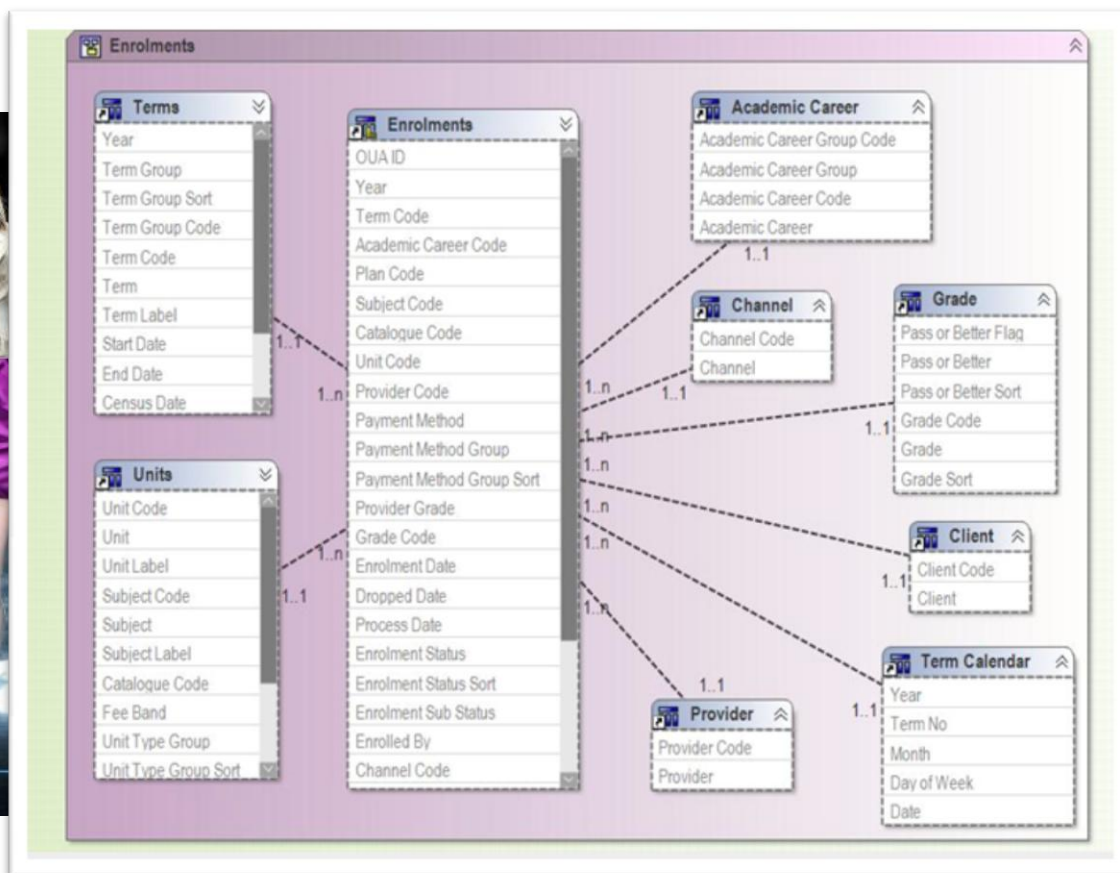 Enrolments
Terms
Year
Term Group
Term Group Sort
Term Group Code
Term Code
Term
Term Label
Start Date
End Date
Census Date
Units
Unit Code
Unit
Unit Label
Subject Code
Subject
Subject Label
Catalogue Code
Fee Band
Unit Type Group
Unit Type Group Sort
Enrolments
OUA ID
Year
Term Code
Academic Career Code
Plan Code
Subject Code
Catalogue Code
Unit Code
Provider Code
Payment Method
Payment Method Group
Payment Method Group Sort
Provider Grade
Grade Code
Enrolment Date
Dropped Date
Process Date
Enrolment Status
Enrolment Status Sort
Enrolment Sub Status
Enrolled By
Channel Code
1..1
1..n
1..n
1..1
Academic Career
Academic Career Group Code
Academic Career Group
Academic Career Code
Academic Career
1..1
Channel
Channel Code
Channel
1..1
Grade
Pass or Better Flag
Pass or Better
Pass or Better Sort
Grade Code
Grade
Grade Sort
1..1
1..n
1..n
1..n
1..n
1..n
1..n
Client
Client Code
Client
1..1
Term Calendar
Year
Term No
Month
Day of Week
Date
1..1
Provider
Provider Code
Provider
1..1